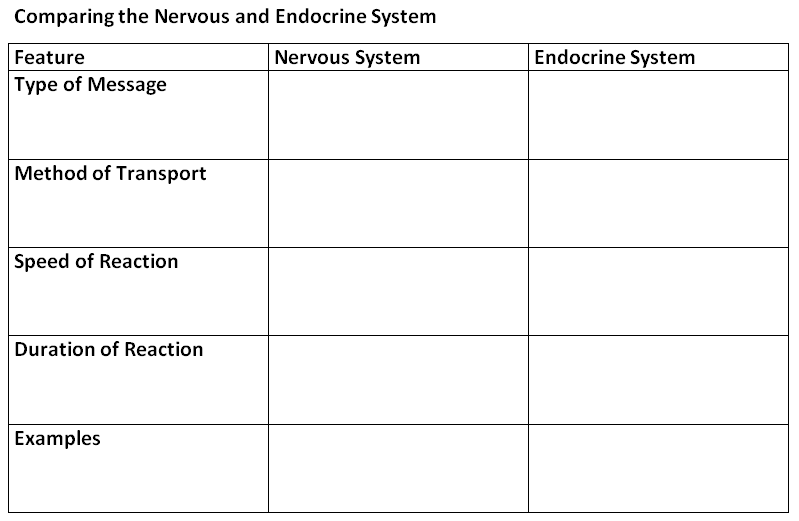 Comparing the Nervous and Endocrine System
Feature Nervous System Endocrine System
Type of Message
Method of Transport
Speed of Reaction
Duration of Reaction
Examples